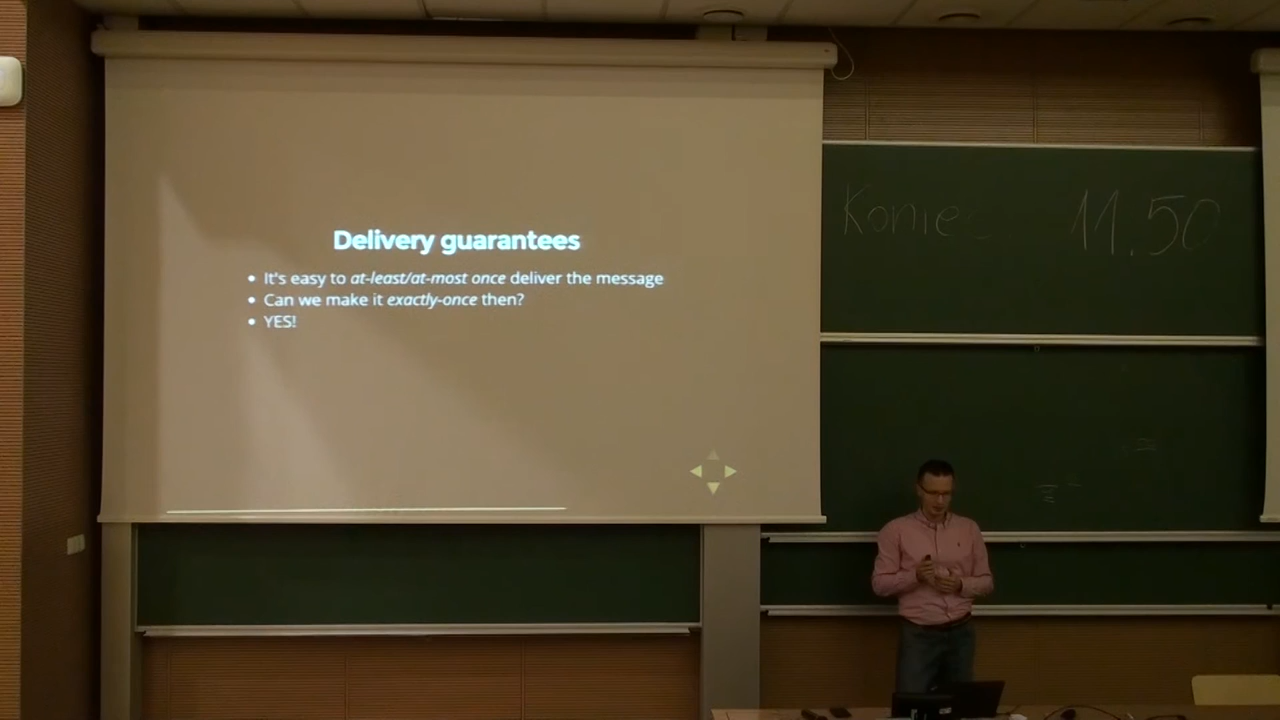 Delivery guarantees
It's easy to at-least/at-most once deliver the message
Can we make it exactly-once then?
YES!
Konie
11.50